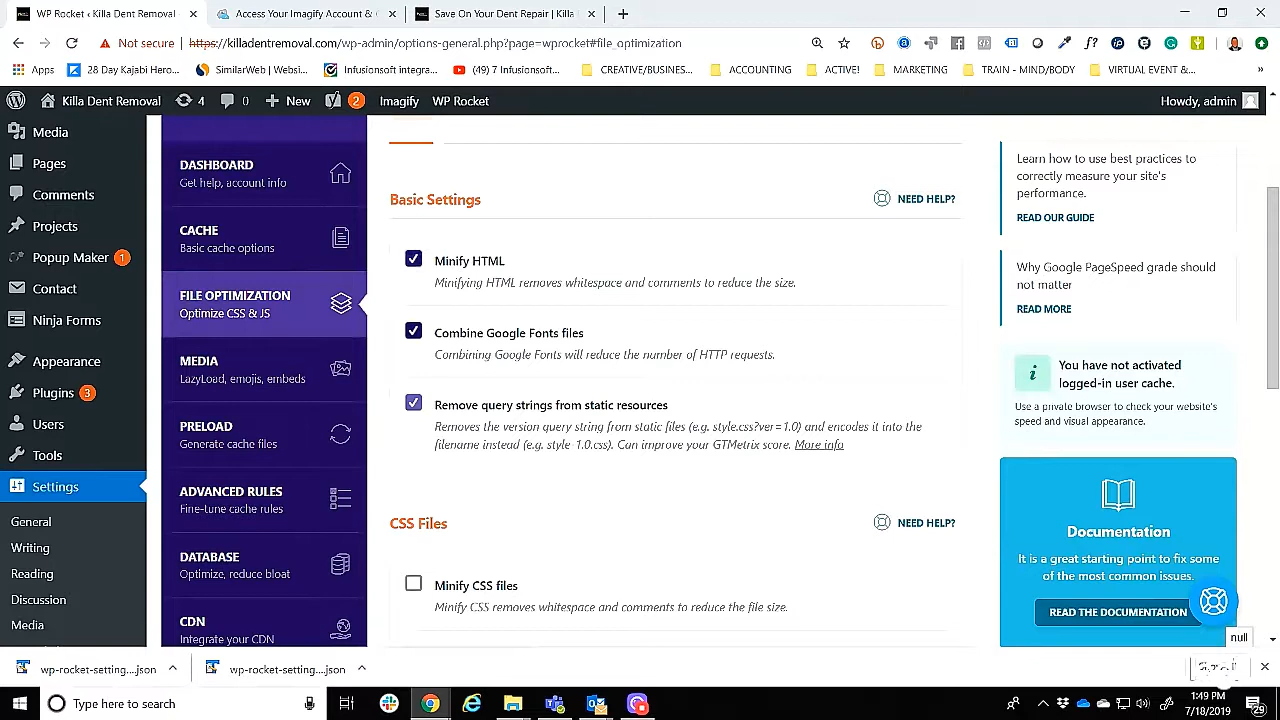 WP Rocket ‹ Killa Dent Removal
Access Your Imagify Account &
Save On Your Dent Repair | Killa
Not secure
https://killadentremoval.com/wp-admin/options-general.php?page=wprocket#file_optimization
Apps
28 Day Kajabi Hero...
SimilarWeb | Websi...
Infusionsoft integra...
(49) 7 Infusionsoft...
CREATIVE/BUSINES...
ACCOUNTING
ACTIVE!
MARKETING
TRAIN - MIND/BODY
VIRTUAL EVENT &...
»
Killa Dent Removal
4
0
New
2
Imagify
WP Rocket
Howdy, admin
Media
Pages
Comments
Projects
Popup Maker 1
Contact
Ninja Forms
Appearance
Plugins 3
Users
Tools
Settings
General
Writing
Reading
Discussion
Media
DASHBOARD
Get help, account info
CACHE
Basic cache options
FILE OPTIMIZATION
Optimize CSS & JS
MEDIA
LazyLoad, emojis, embeds
PRELOAD
Generate cache files
ADVANCED RULES
Fine-tune cache rules
DATABASE
Optimize, reduce bloat
CDN
Integrate your CDN
Basic Settings
NEED HELP?
Minify HTML
Minifying HTML removes whitespace and comments to reduce the size.
Combine Google Fonts files
Combining Google Fonts will reduce the number of HTTP requests.
Remove query strings from static resources
Removes the version query string from static files (e.g. style.css?ver=1.0) and encodes it into the
filename instead (e.g. style-1.0.css). Can improve your GTMetrix score. More info
CSS Files
NEED HELP?
Minify CSS files
Minify CSS removes whitespace and comments to reduce the file size.
Learn how to use best practices to
correctly measure your site's
performance.
READ OUR GUIDE
Why Google PageSpeed grade should
not matter
READ MORE
i
You have not activated
logged-in user cache.
Use a private browser to check your website's
speed and visual appearance.
Documentation
It is a great starting point to fix some
of the most common issues.
READ THE DOCUMENTATION
null
wp-rocket-setting....json
wp-rocket-setting....json
Type here to search
1:49 PM
7/18/2019
29